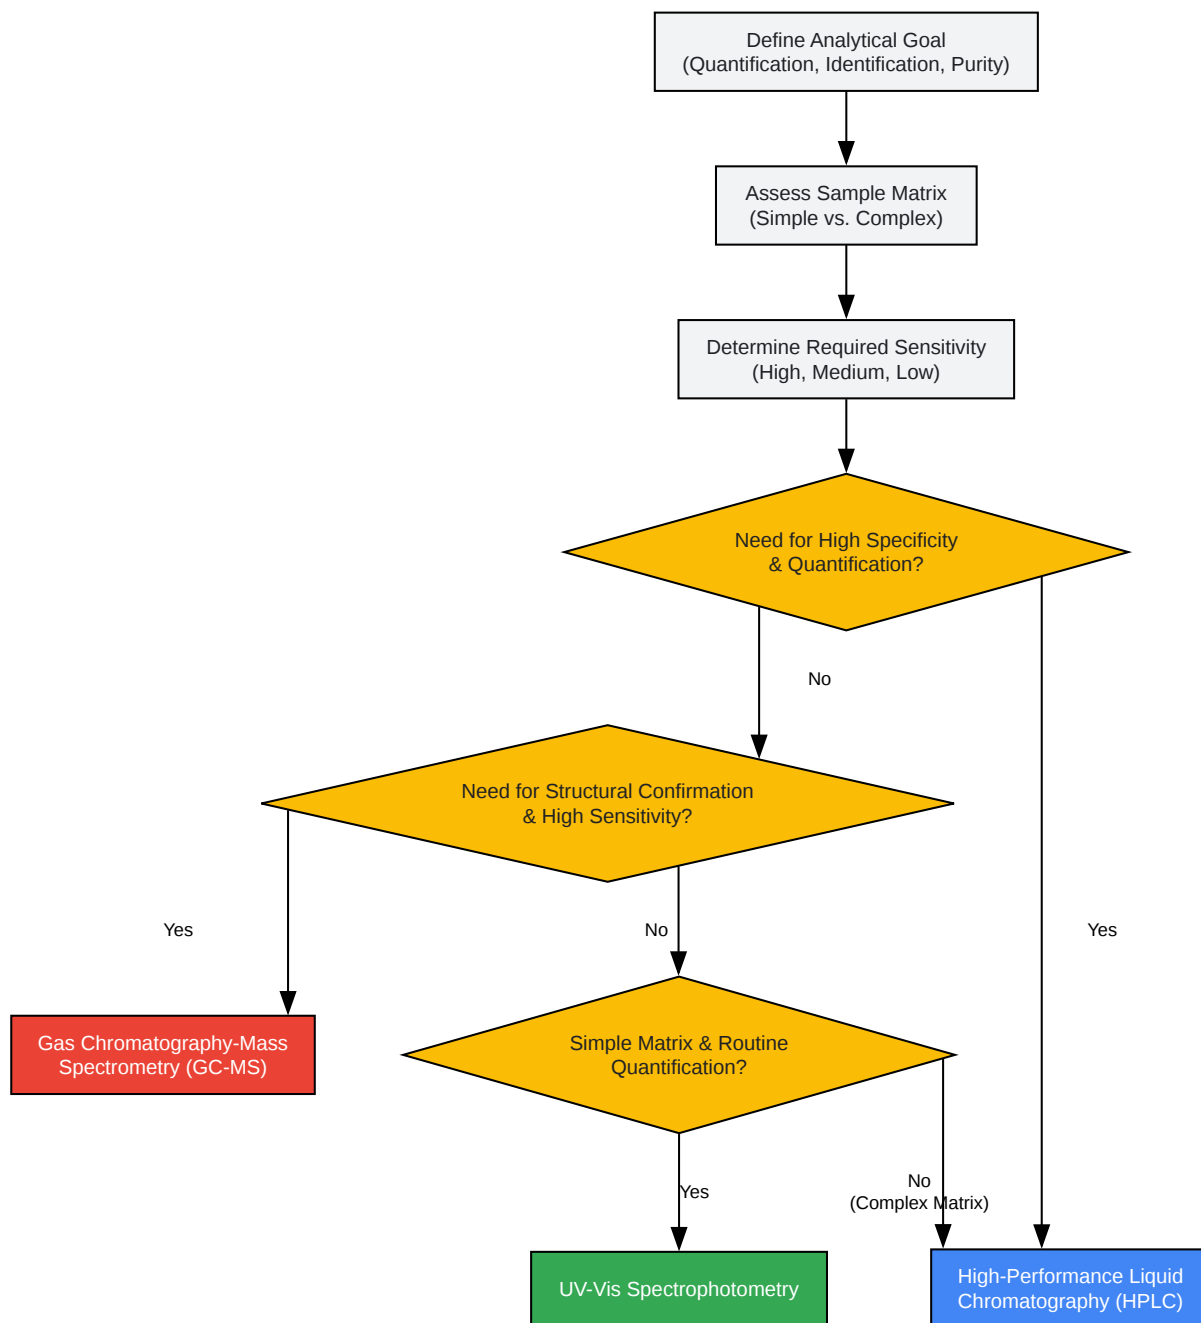 Define Analytical Goal
(Quantification, Identification, Purity)
Assess Sample Matrix
(Simple vs. Complex)
Determine Required Sensitivity
(High, Medium, Low)
Need for High Specificity
& Quantification?
No
Need for Structural Confirmation
& High Sensitivity?
Yes
No
Yes
Gas Chromatography-Mass
Spectrometry (GC-MS)
Simple Matrix & Routine
Quantification?
Yes
No
(Complex Matrix)
UV-Vis Spectrophotometry
High-Performance Liquid
Chromatography (HPLC)